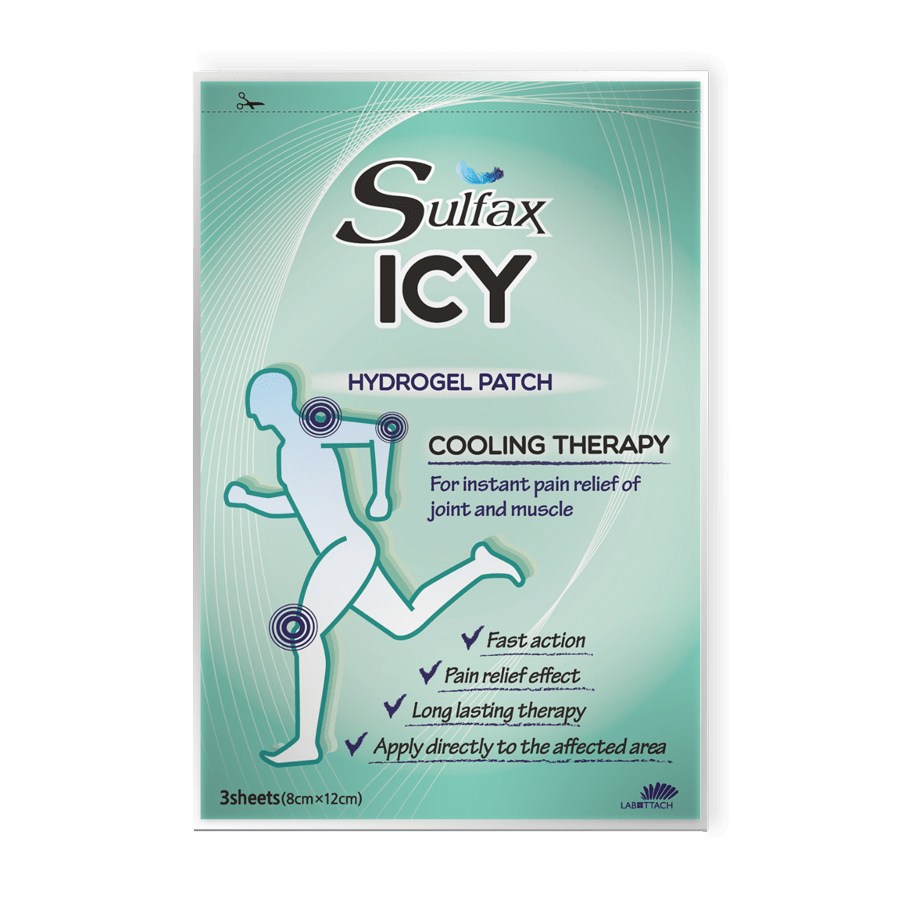 Sulfax
ICY
HYDROGEL PATCH
COOLING THERAPY
For instant pain relief of
joint and muscle
Fast action
Pain relief effect
Long lasting therapy
Apply directly to the affected area
3sheets(8cm×12cm)
LABOTTACH